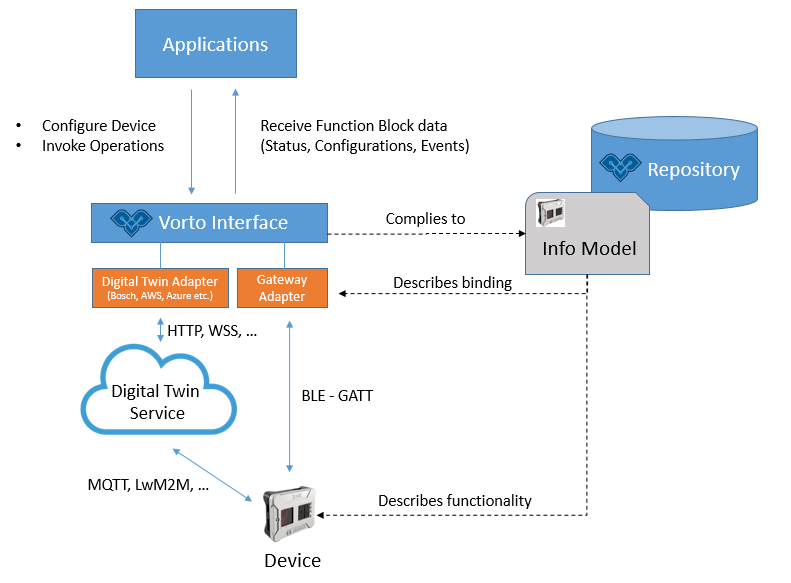 Applications
• Configure Device
• Invoke Operations
Receive Function Block data
(Status, Configurations, Events)
Repository
Vorto Interface
Complies to
Info Model
Digital Twin Adapter
(Bosch, AWS, Azure etc.)
Gateway
Adapter
Describes binding
HTTP, WSS, ...
Digital Twin
Service
BLE - GATT
MQTT, LwM2M, ...
Describes functionality
Device